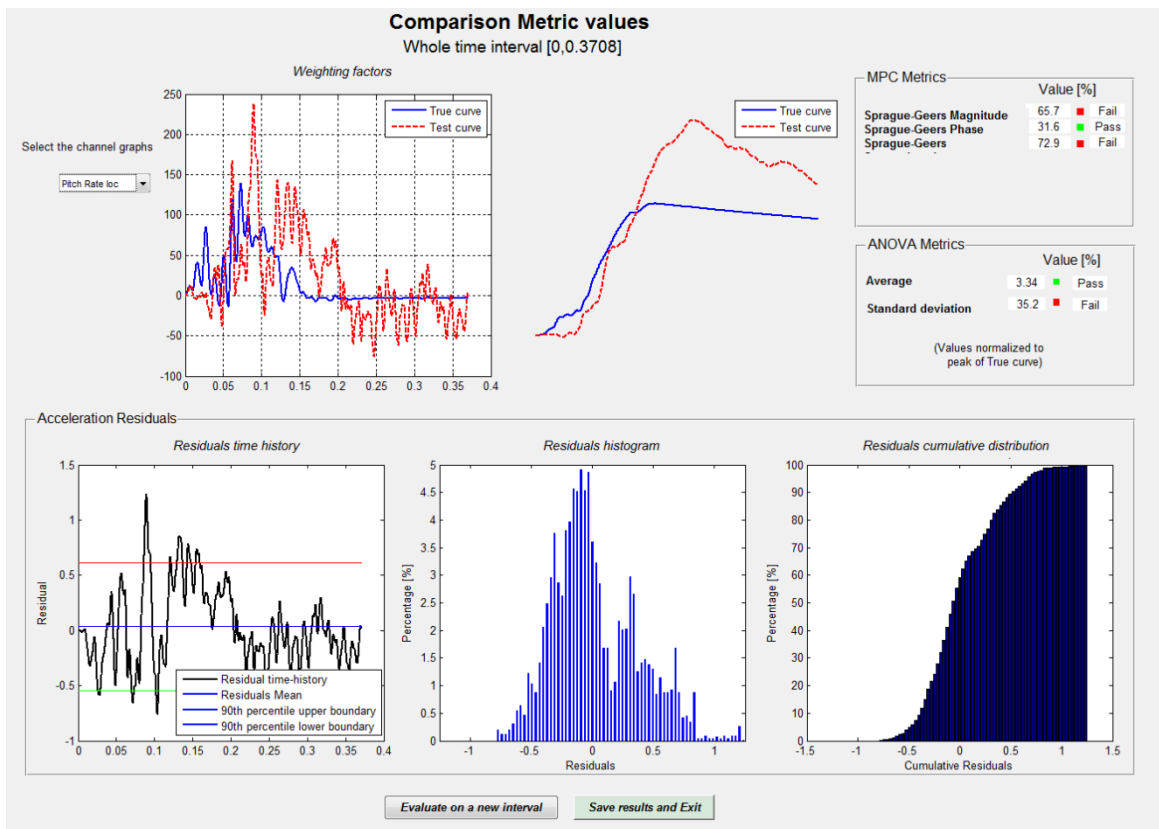 Comparison Metric values
Whole time interval [0,0.3708]
Weighting factors
Select the channel graphs
Pitch Rate loc
True curve
Test curve
250
200
150
100
50
0
-50
-100
0 0.05 0.1 0.15 0.2 0.25 0.3 0.35 0.4
True curve
Test curve
MPC Metrics
Value [%]
Sprague-Geers Magnitude 65.7 Fail
Sprague-Geers Phase 31.6 Pass
Sprague-Geers 72.9 Fail
ANOVA Metrics
Value [%]
Average 3.34 Pass
Standard deviation 35.2 Fail
(Values normalized to
peak of True curve)
Acceleration Residuals
Residuals time history
Residual
1.5
1
0.5
0
-0.5
-1
0 0.05 0.1 0.15 0.2 0.25 0.3 0.35 0.4
Residual time-history
Residuals Mean
90th percentile upper boundary
90th percentile lower boundary
Residuals histogram
Percentage [%]
5
4.5
4
3.5
3
2.5
2
1.5
1
0.5
0
-1 -0.5 0 0.5 1
Residuals
Residuals cumulative distribution
Percentage [%]
100
90
80
70
60
50
40
30
20
10
0
-1.5 -1 -0.5 0 0.5 1 1.5
Cumulative Residuals
Evaluate on a new interval
Save results and Exit